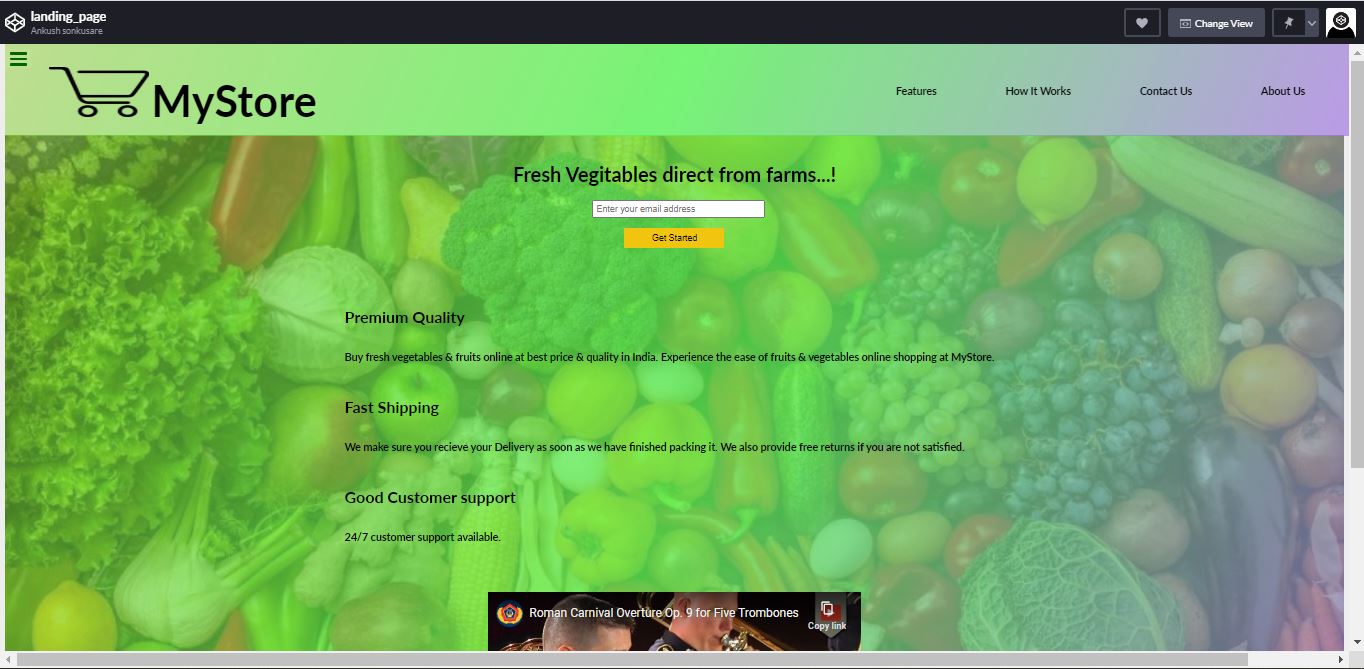 landing_page
Ankush sonkusare
Change View
MyStore
Features
How It Works
Contact Us
About Us
Fresh Vegitables direct from farms...!
Enter your email address
Get Started
Premium Quality
Buy fresh vegetables & fruits online at best price & quality in India. Experience the ease of fruits & vegetables online shopping at MyStore.
Fast Shipping
We make sure you recieve your Delivery as soon as we have finished packing it. We also provide free returns if you are not satisfied.
Good Customer support
24/7 customer support available.
Roman Carnival Overture Op. 9 for Five Trombones
Copy link